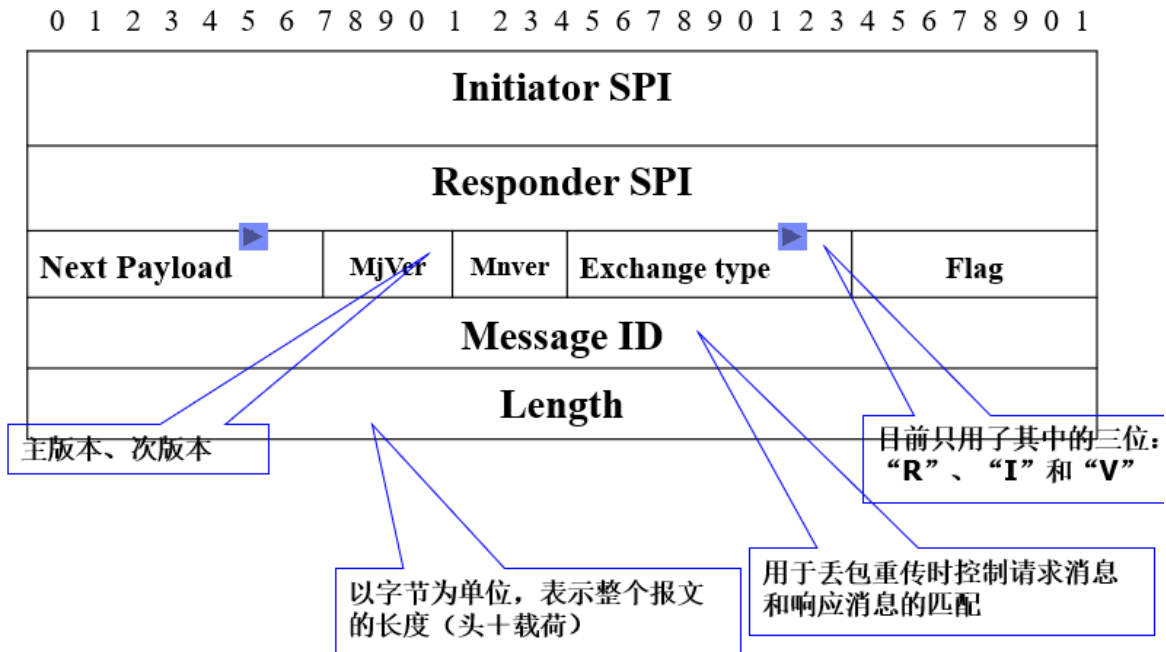 0 1 2 3 4 5 6 7 8 9 0 1 2 3 4 5 6 7 8 9 0 1 2 3 4 5 6 7 8 9 0 1
Initiator SPI
Responder SPI
Next Payload MjVer Mnver Exchange type Flag
Message ID
Length
主版本、次版本
目前只用了其中的三位：
“R”、“I”和“V”
以字节为单位，表示整个报文
的长度（头＋载荷）
用于丢包重传时控制请求消息
和响应消息的匹配